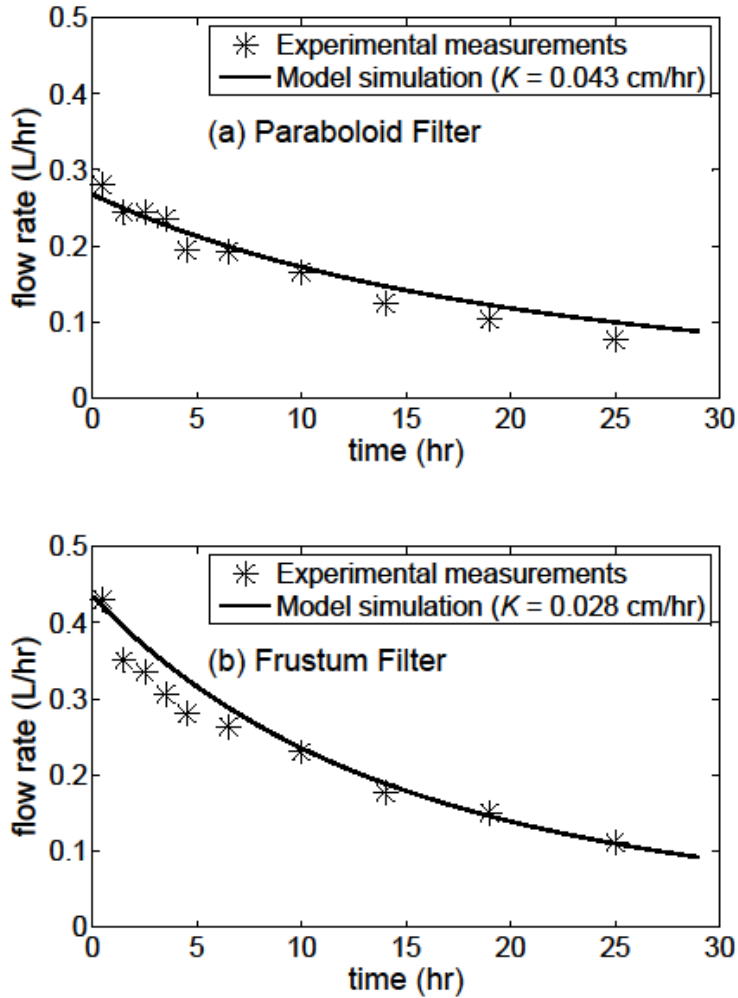 0.5
0.4
0.3
0.2
0.1
0
flow rate (L/hr)
Experimental measurements
Model simulation (K = 0.043 cm/hr)
(a) Paraboloid Filter
0 5 10 15 20 25 30
time (hr)
0.5
0.4
0.3
0.2
0.1
0
flow rate (L/hr)
Experimental measurements
Model simulation (K = 0.028 cm/hr)
(b) Frustum Filter
0 5 10 15 20 25 30
time (hr)